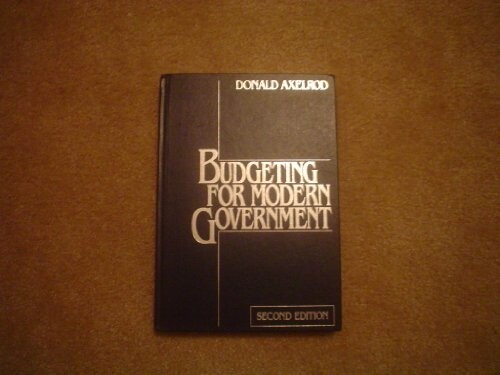 DONALD AXELROD
BUDGETING
FOR MODERN
GOVERNMENT
SECOND EDITION